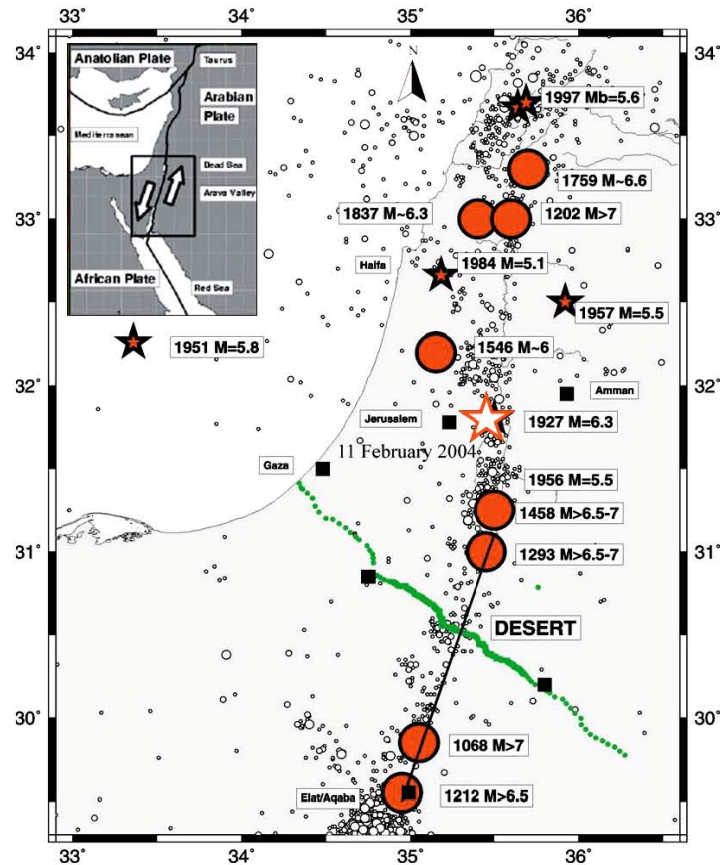 33˚
34˚
35˚
36˚
34˚
34˚
N
Anatolian Plate
Taurus
Arabian
Plate
Mediterranean
Dead Sea
Arava Valley
African Plate
Red Sea
1997 Mb=5.6
1759 M~6.6
33˚
33˚
1837 M~6.3
1202 M>7
Haifa
1984 M=5.1
1957 M=5.5
1951 M=5.8
1546 M~6
32˚
32˚
Amman
Jerusalem
1927 M=6.3
11 February 2004
Gaza
1956 M=5.5
1458 M>6.5-7
31˚
31˚
1293 M>6.5-7
DESERT
30˚
30˚
1068 M>7
Elat/Aqaba
1212 M>6.5
33˚
34˚
35˚
36˚